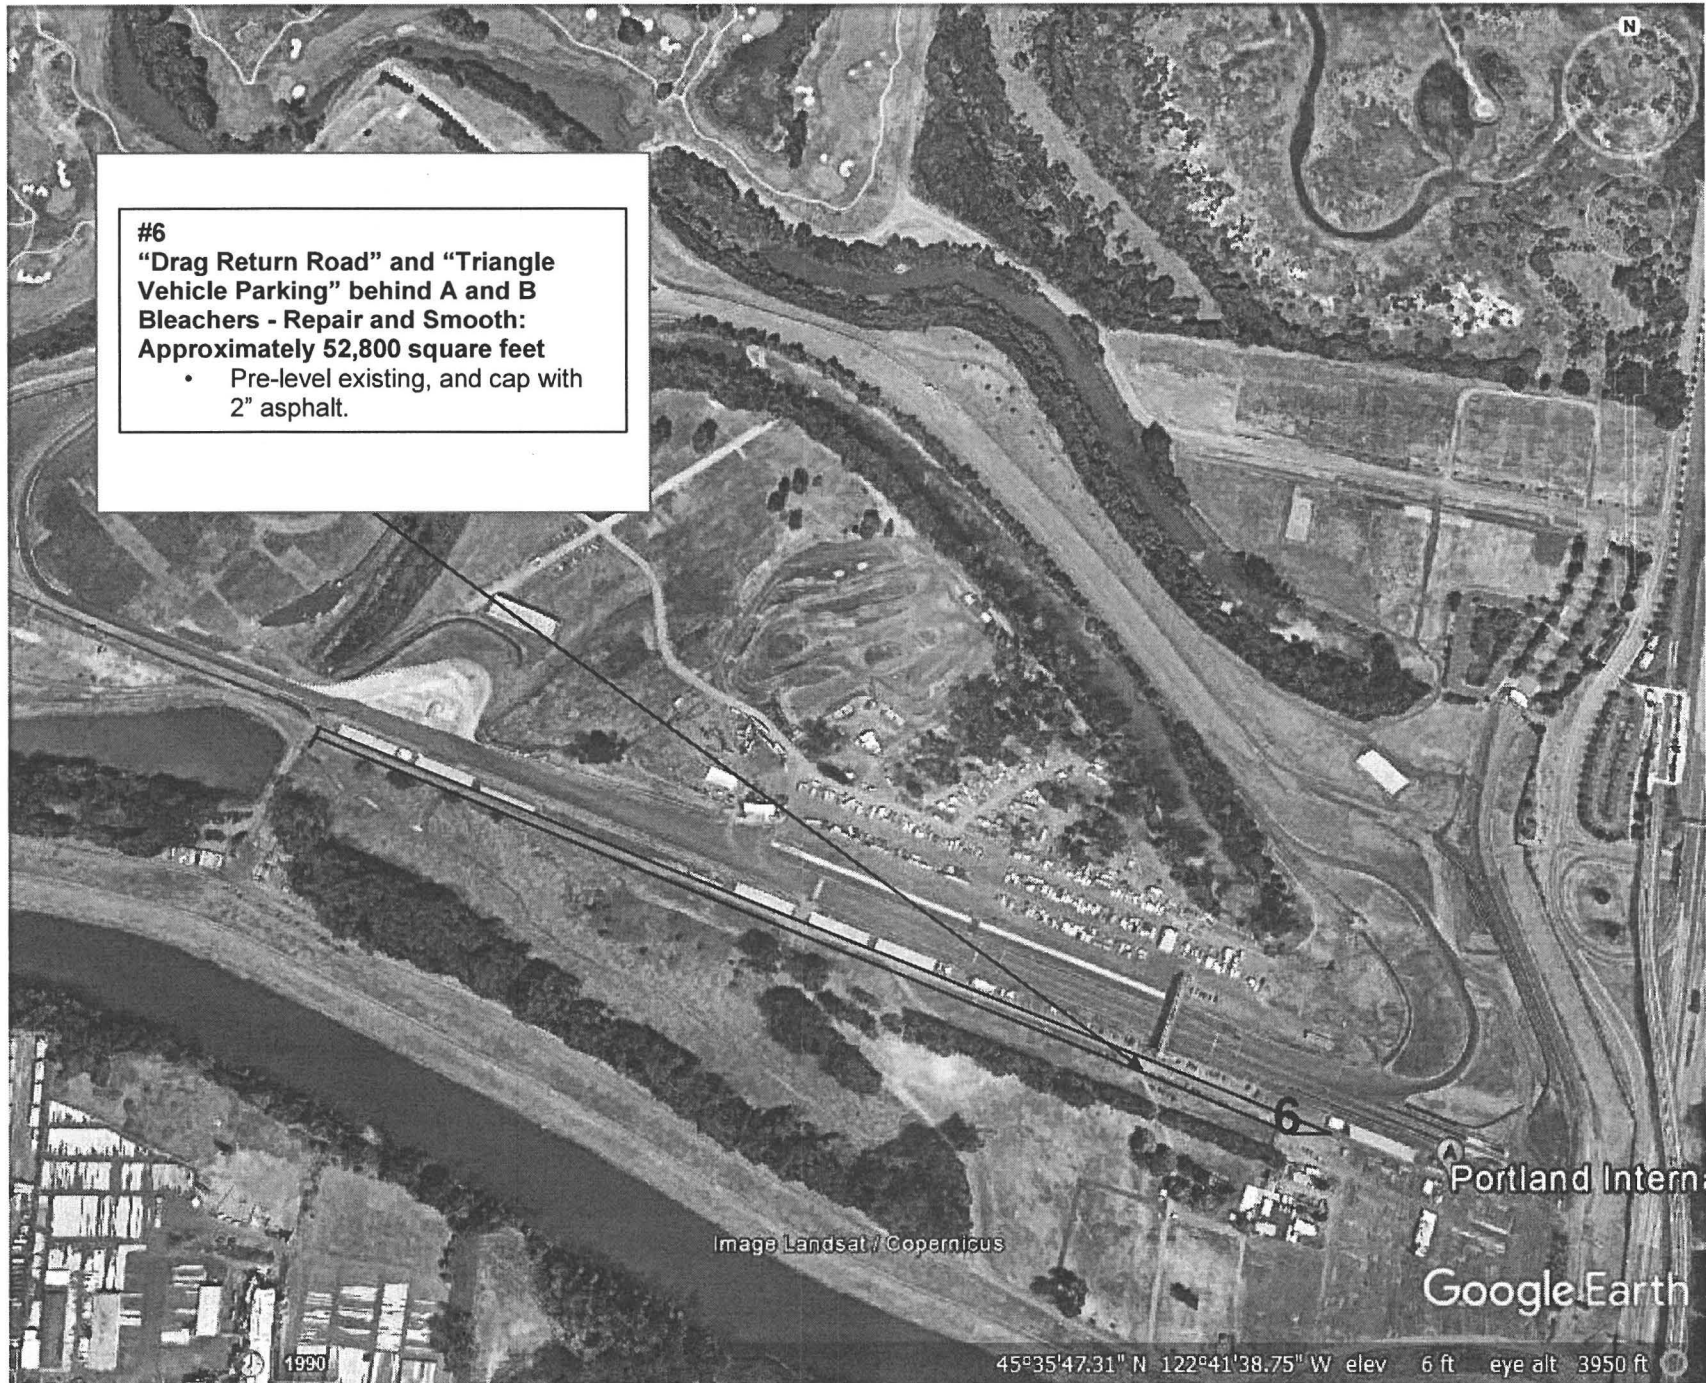 N
#6
“Drag Return Road” and “Triangle
Vehicle Parking” behind A and B
Bleachers - Repair and Smooth:
Approximately 52,800 square feet
• Pre-level existing, and cap with
2” asphalt.
6
A
Portland Interna
Image Landsat / Copernicus
Google Earth
1990
45°35'47.31" N 122°41'38.75" W elev 6 ft eye alt 3950 ft